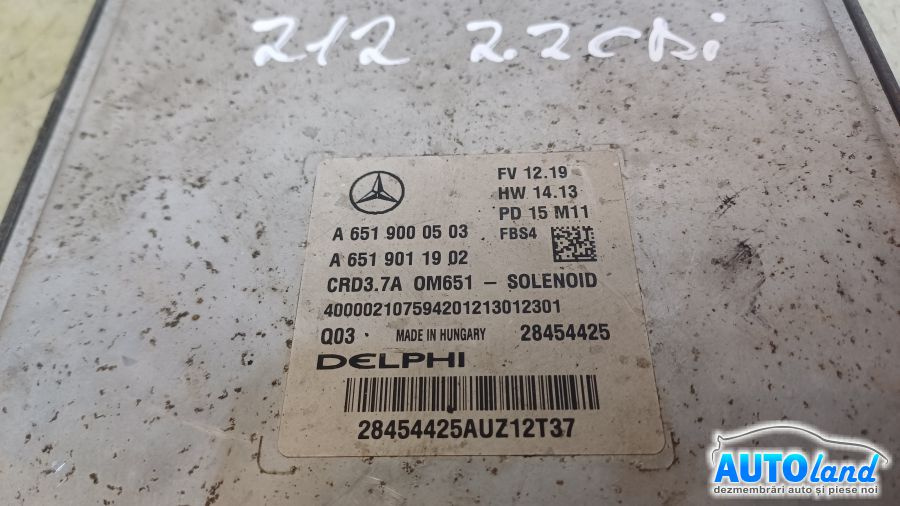 212 2.2CDi
FV 12.19
HW 14.13
PD 15 M11
FBS4
A 651 900 05 03
A 651 901 19 02
CRD3.7A OM651 - SOLENOID
400002107594201213012301
Q03 MADE IN HUNGARY 28454425
DELPHI
28454425AUZ12T37
AUTOland
dezmembrări auto și piese noi